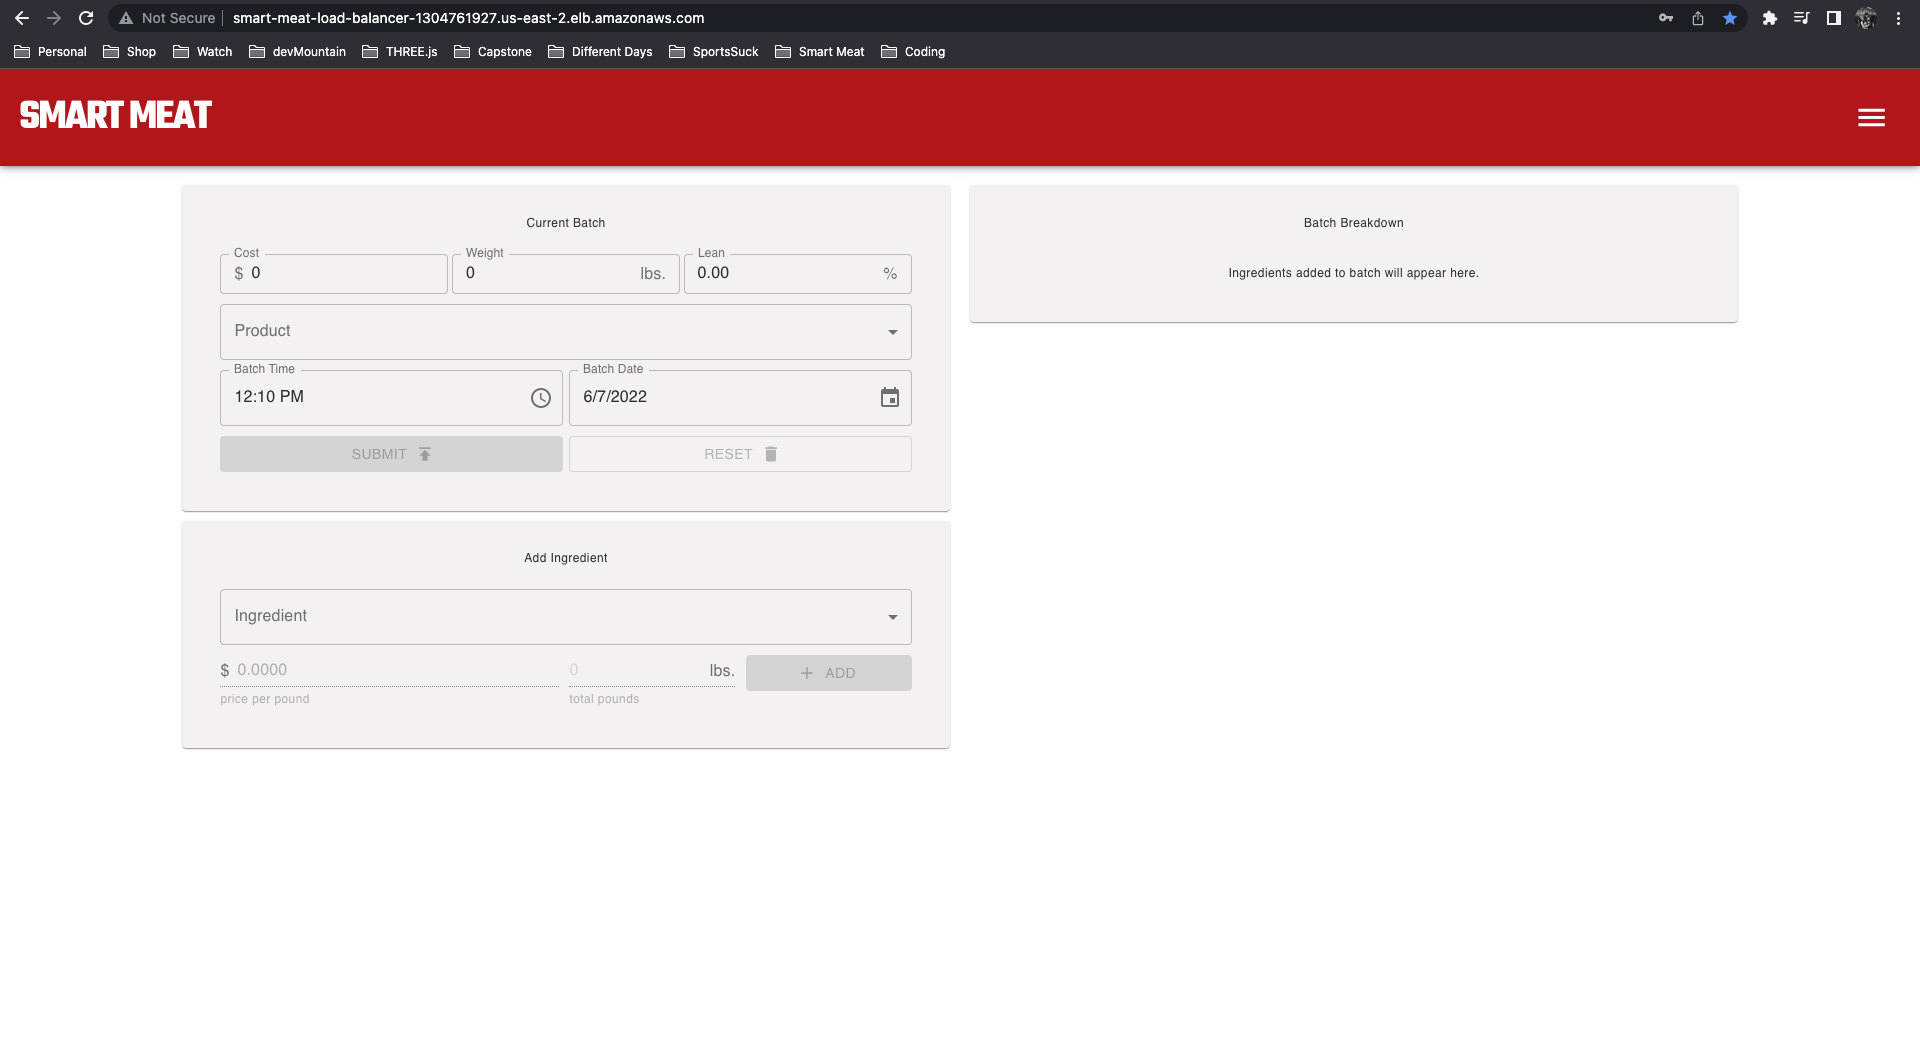 Not Secure smart-meat-load-balancer-1304761927.us-east-2.elb.amazonaws.com
Personal Shop Watch devMountain THREE.js Capstone Different Days SportsSuck Smart Meat Coding
SMART MEAT
Current Batch
Cost Weight Lean
$ 0 0 lbs. 0.00 %
Product
Batch Time Batch Date
12:10 PM 6/7/2022
SUBMIT RESET
Add Ingredient
Ingredient
$ 0.0000 0 lbs. ADD
price per pound total pounds
Batch Breakdown
Ingredients added to batch will appear here.